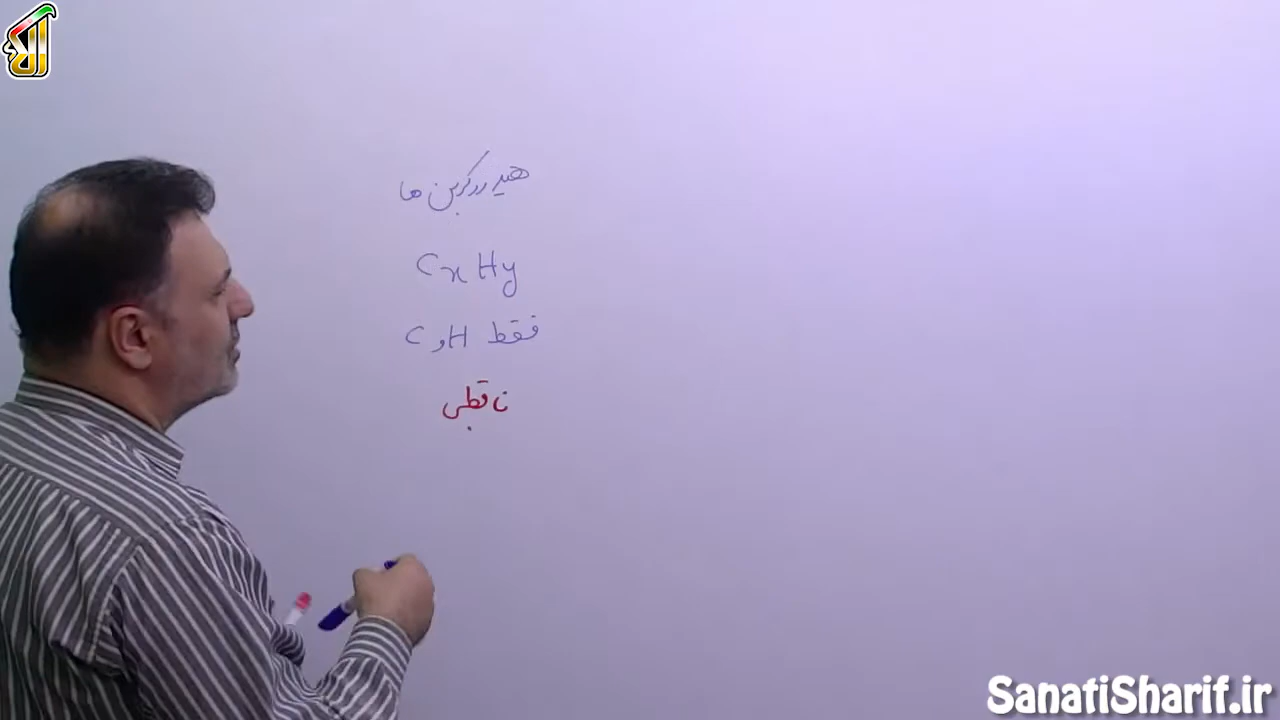 هیدروکربن ها
CxHy
فقط H و C
ناقطبی
SanatiSharif.ir